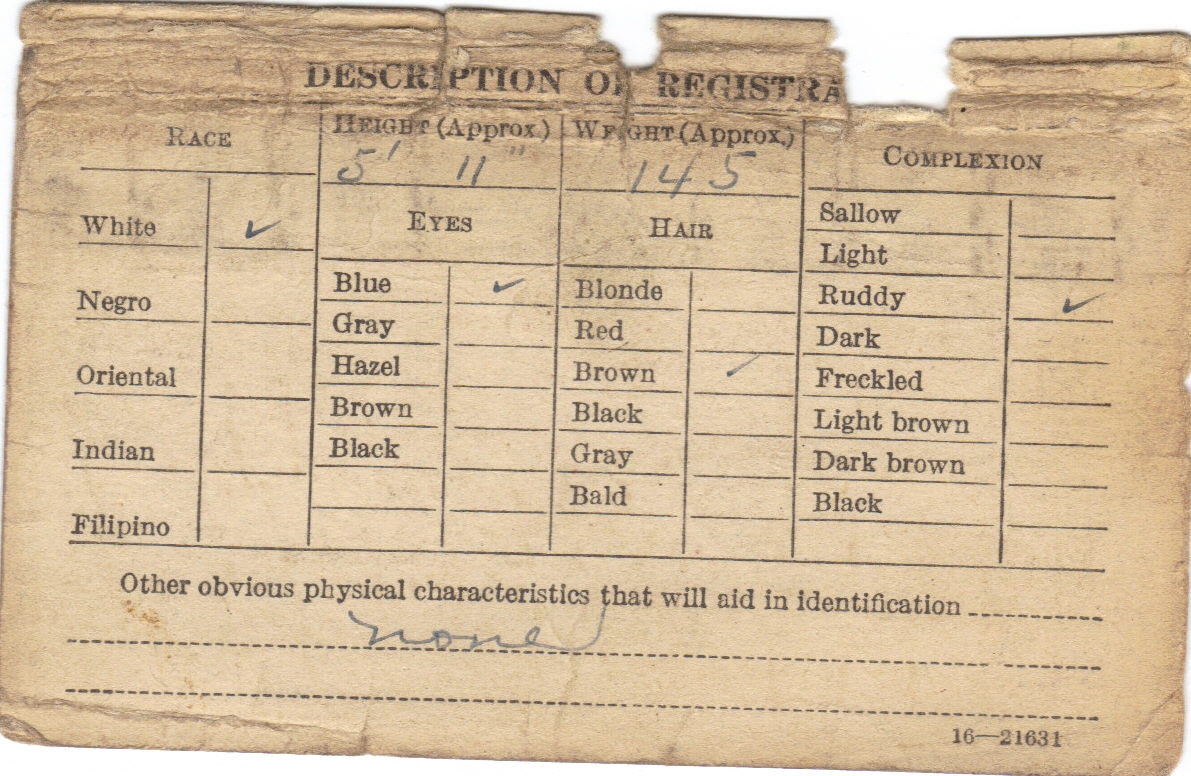 DESCRIPTION OF REGISTRA
RACE
HEIGHT (Approx.)
WEIGHT (Approx.)
COMPLEXION
5' 11"
145
White ✓
EYES
HAIR
Sallow
Light
Negro
Blue ✓
Blonde
Ruddy ✓
Gray
Red
Dark
Oriental
Hazel
Brown ✓
Freckled
Brown
Black
Light brown
Indian
Black
Gray
Dark brown
Bald
Black
Filipino
Other obvious physical characteristics that will aid in identification
none
16—21631